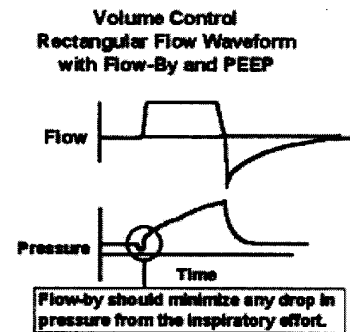 Volume Control
Rectangular Flow Waveform
with Flow-By and PEEP
Flow
Pressure
Time
Flow-by should minimize any drop in
pressure from the inspiratory effort.